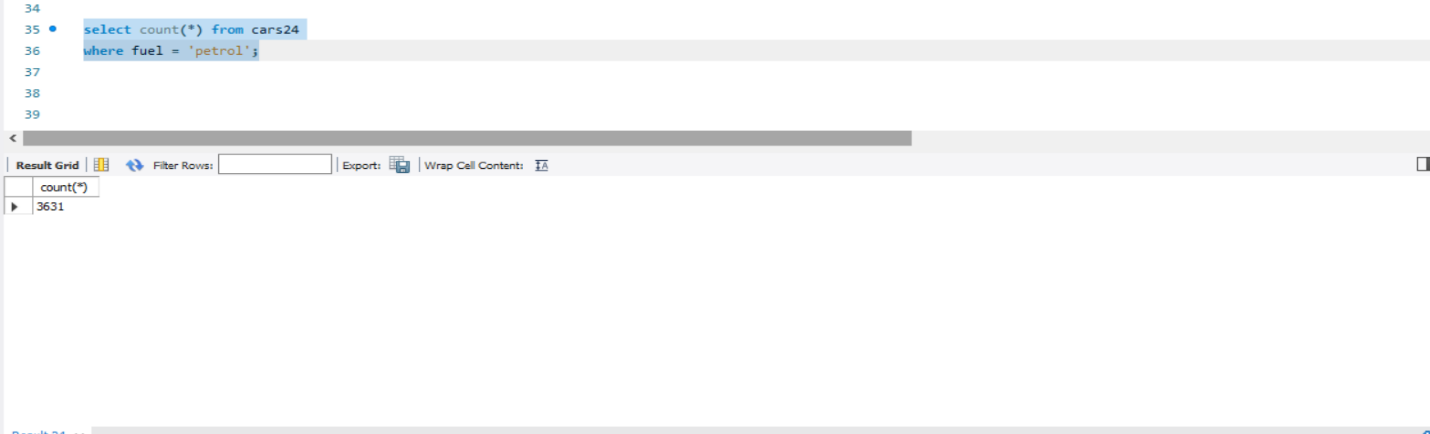 34
35 select count(*) from cars24
36 where fuel = 'petrol';
37
38
39
Result Grid Filter Rows: Export: Wrap Cell Content:
count(*)
3631